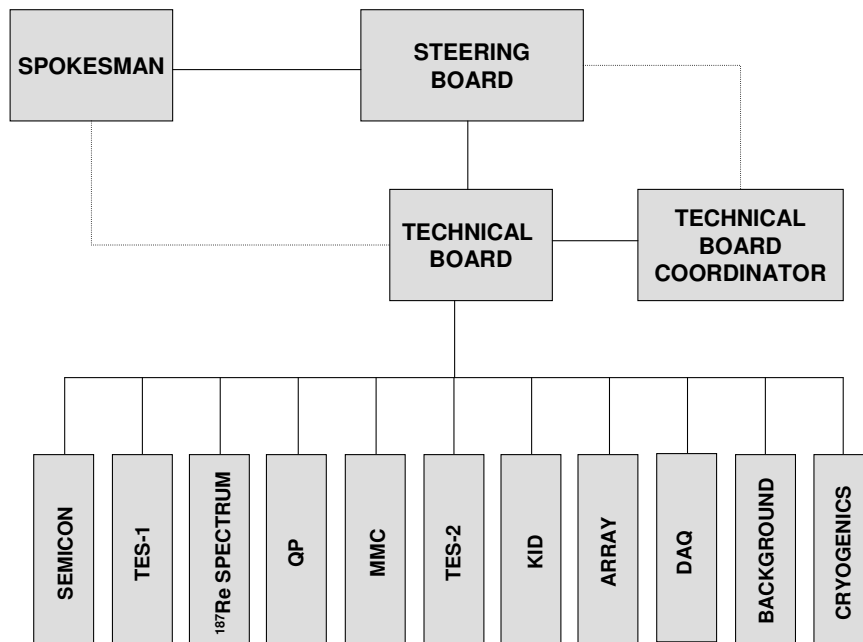 SPOKESMAN
STEERING
BOARD
TECHNICAL
BOARD
TECHNICAL
BOARD
COORDINATOR
SEMICON
TES-1
¹⁸⁷Re SPECTRUM
QP
MMC
TES-2
KID
ARRAY
DAQ
BACKGROUND
CRYOGENICS